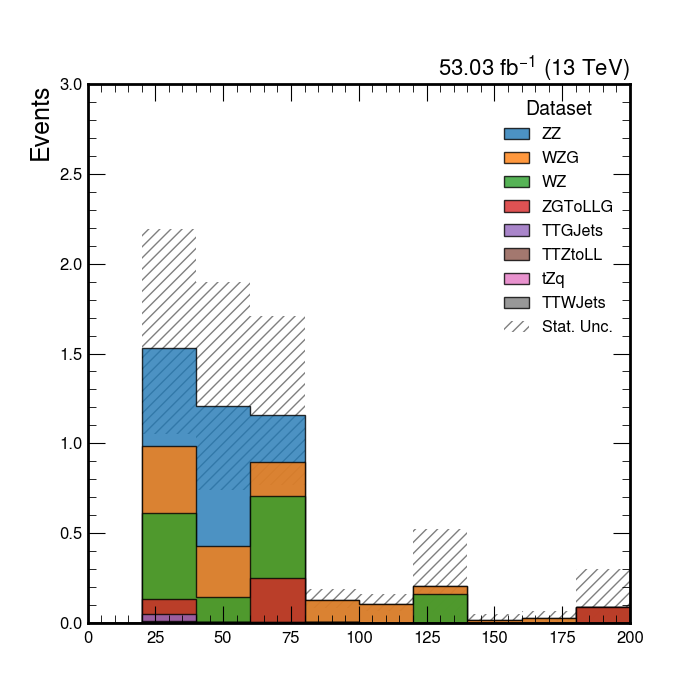 53.03 fb⁻¹ (13 TeV)
Events
3.0
2.5
2.0
1.5
1.0
0.5
0.0
Dataset
ZZ
WZG
WZ
ZGToLLG
TTGJets
TTZtoLL
tZq
TTWJets
Stat. Unc.
0 25 50 75 100 125 150 175 200